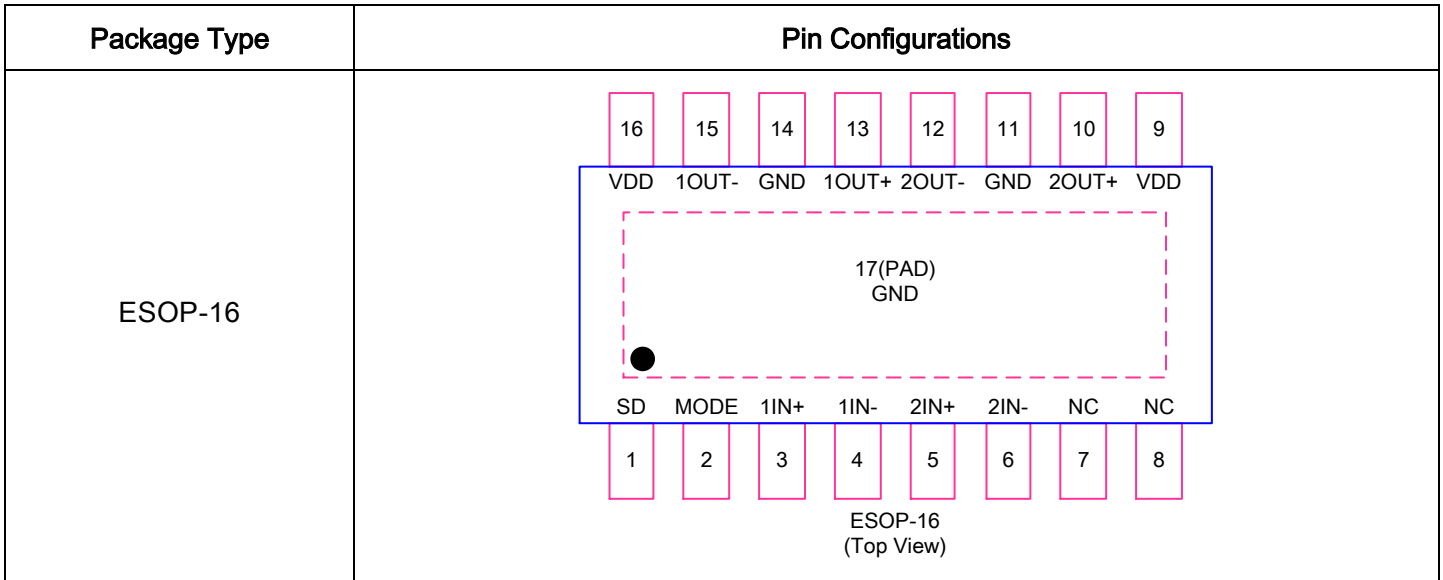 Package Type
Pin Configurations
ESOP-16
16 15 14 13 12 11 10 9
VDD 1OUT- GND 1OUT+ 2OUT- GND 2OUT+ VDD
17(PAD)
GND
SD MODE 1IN+ 1IN- 2IN+ 2IN- NC NC
1 2 3 4 5 6 7 8
ESOP-16
(Top View)